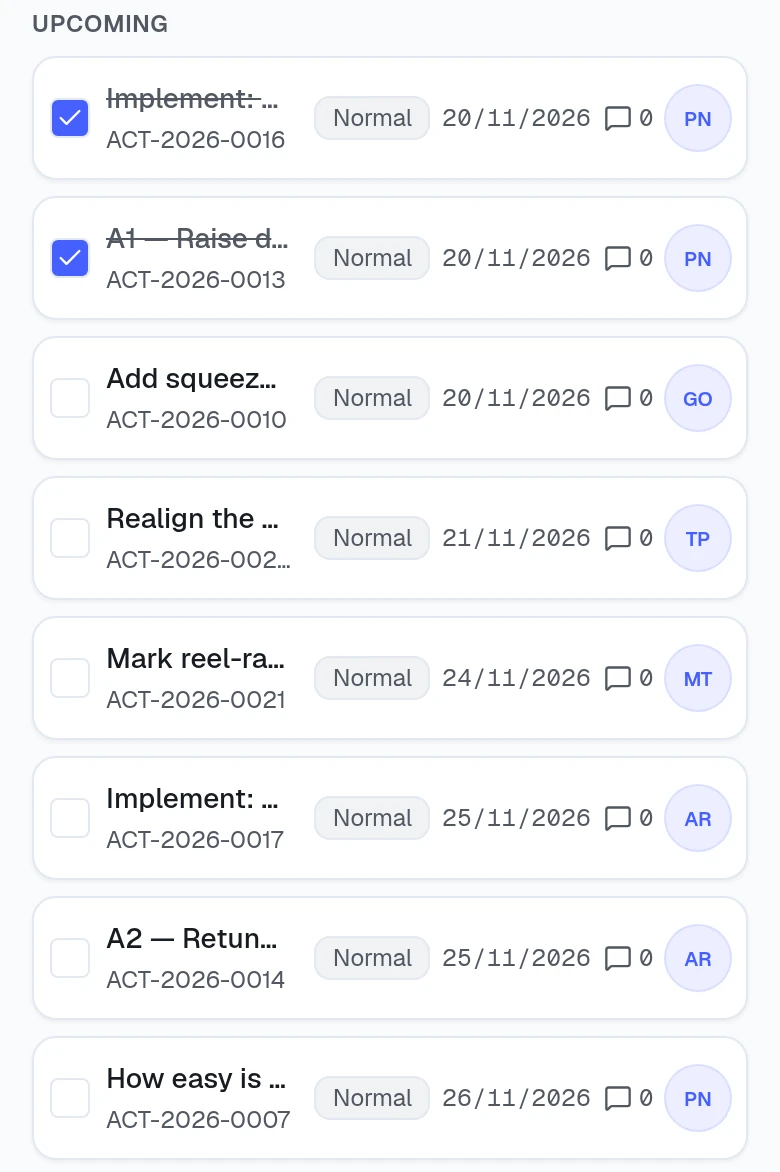 UPCOMING
Implement: ...
ACT-2026-0016
Normal
20/11/2026
0
PN
A1 — Raise d...
ACT-2026-0013
Normal
20/11/2026
0
PN
Add squeez...
ACT-2026-0010
Normal
20/11/2026
0
GO
Realign the ...
ACT-2026-002...
Normal
21/11/2026
0
TP
Mark reel-ra...
ACT-2026-0021
Normal
24/11/2026
0
MT
Implement: ...
ACT-2026-0017
Normal
25/11/2026
0
AR
A2 — Retun...
ACT-2026-0014
Normal
25/11/2026
0
AR
How easy is ...
ACT-2026-0007
Normal
26/11/2026
0
PN